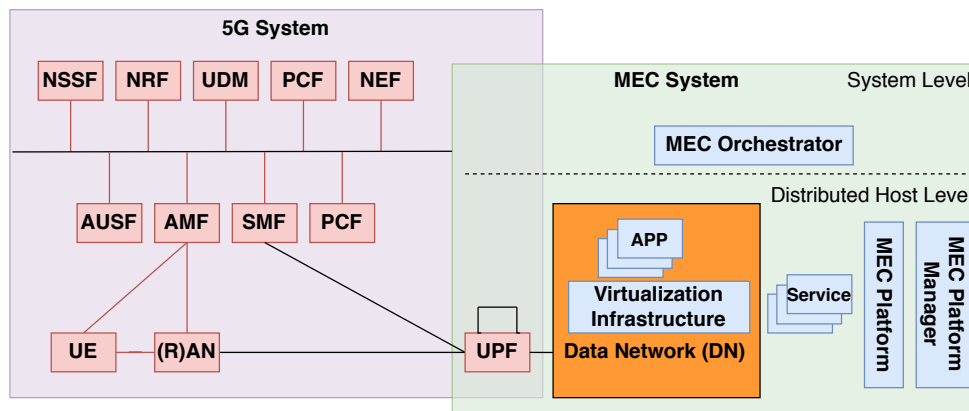 5G System
NSSF NRF UDM PCF NEF
MEC System System Level
MEC Orchestrator
Distributed Host Level
AUSF AMF SMF PCF
APP
Virtualization
Infrastructure
Data Network (DN)
Service
MEC Platform
MEC Platform
Manager
UE (R)AN UPF